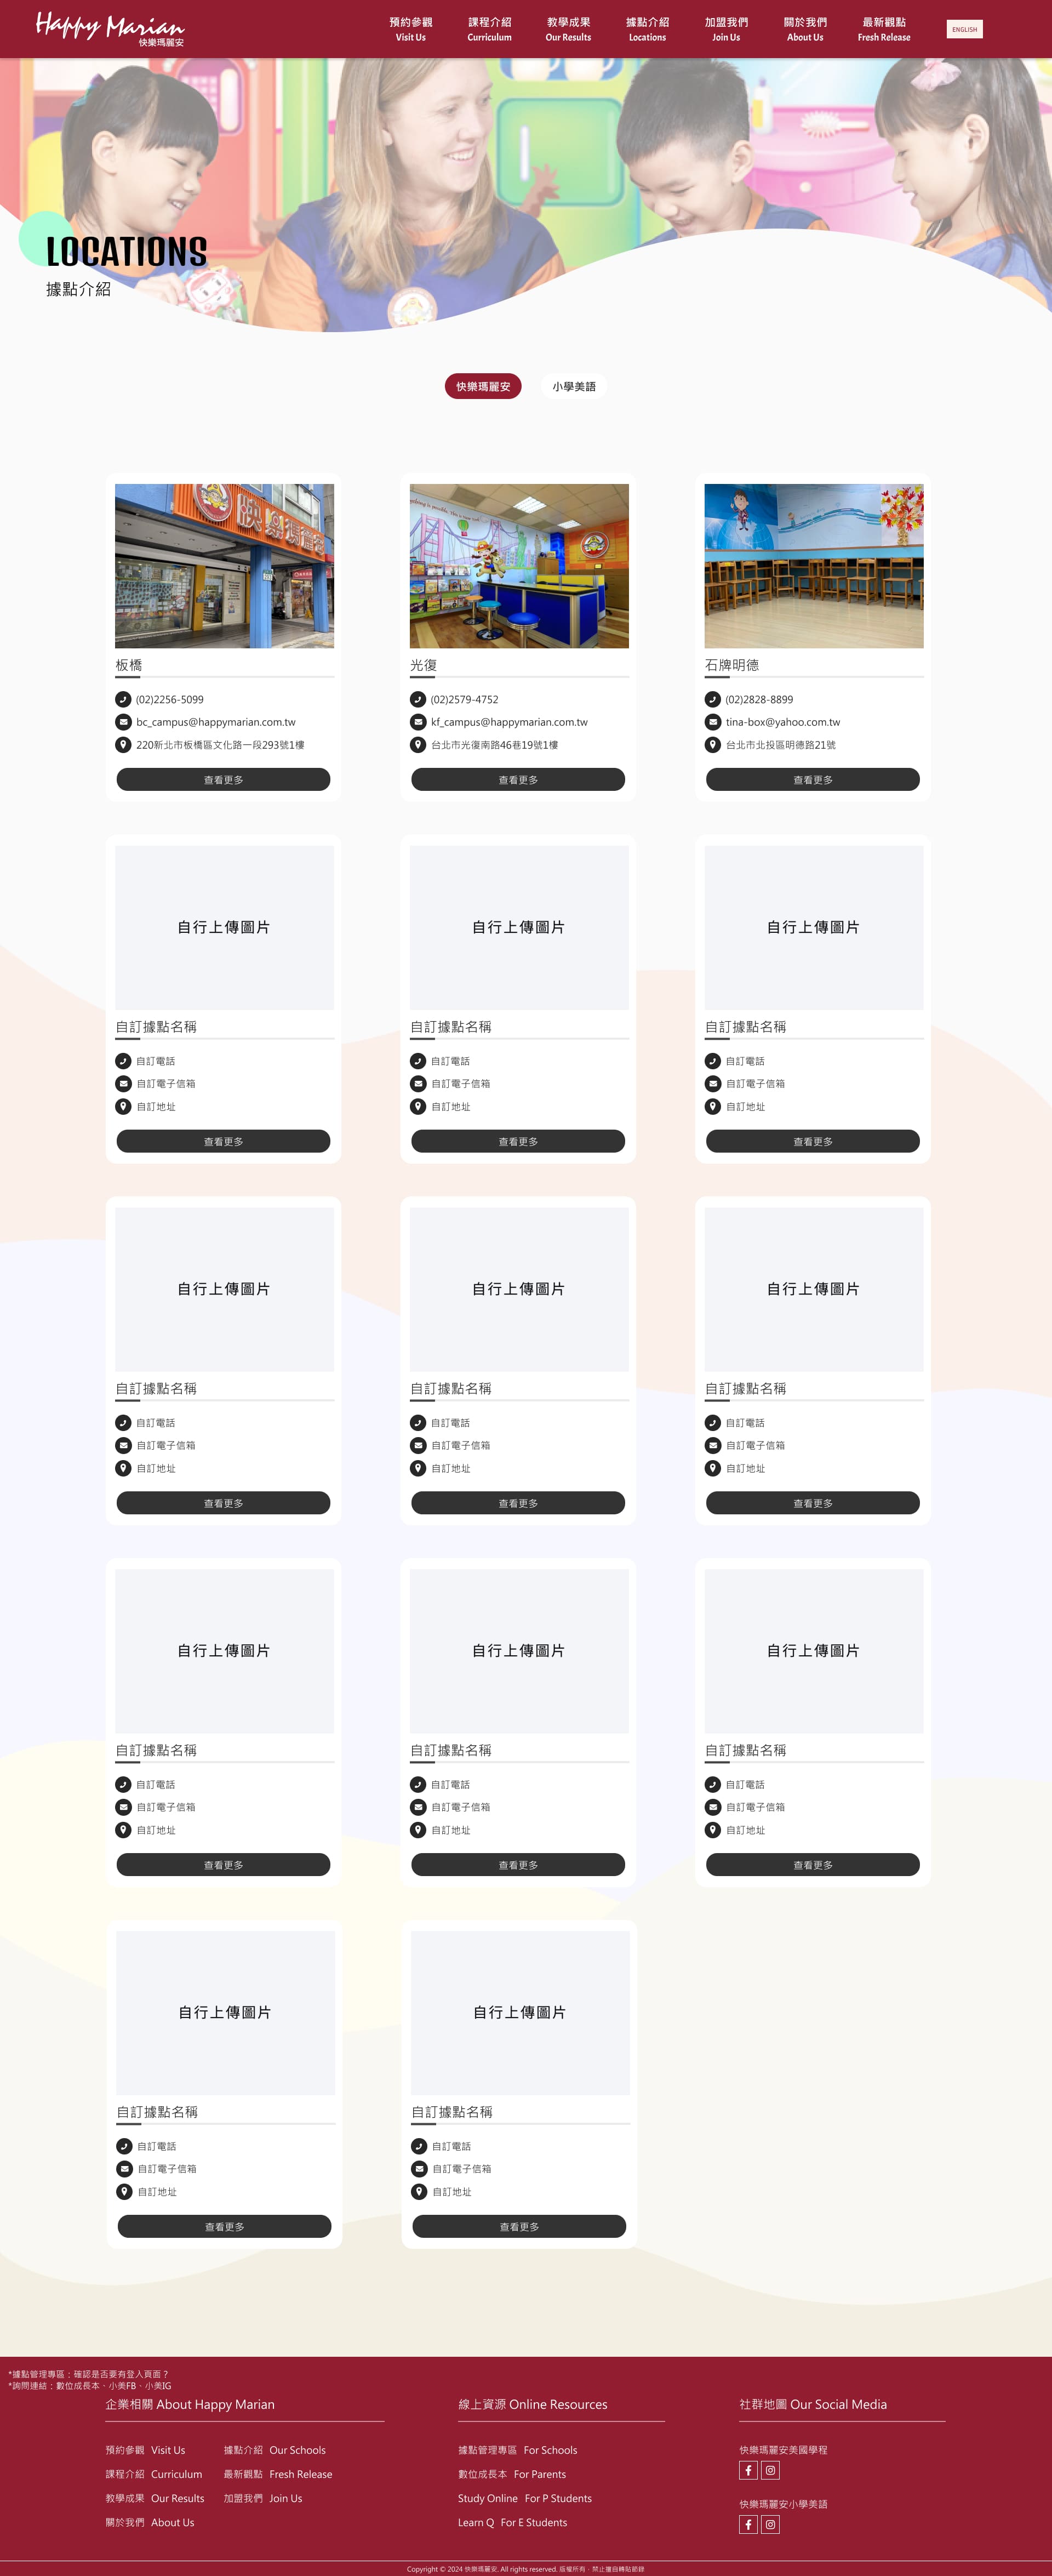 Happy Marian
快樂瑪麗安
預約參觀
Visit Us
課程介紹
Curriculum
教學成果
Our Results
據點介紹
Locations
加盟我們
Join Us
關於我們
About Us
最新觀點
Fresh Release
ENGLISH
LOCATIONS
據點介紹
快樂瑪麗安
小學美語
板橋
(02)2256-5099
bc_campus@happymarian.com.tw
220新北市板橋區文化路一段293號1樓
查看更多
光復
(02)2579-4752
kf_campus@happymarian.com.tw
台北市光復南路46巷19號1樓
查看更多
石牌明德
(02)2828-8899
tina-box@yahoo.com.tw
台北市北投區明德路21號
查看更多
自行上傳圖片
自訂據點名稱
自訂電話
自訂電子信箱
自訂地址
查看更多
自行上傳圖片
自訂據點名稱
自訂電話
自訂電子信箱
自訂地址
查看更多
自行上傳圖片
自訂據點名稱
自訂電話
自訂電子信箱
自訂地址
查看更多
自行上傳圖片
自訂據點名稱
自訂電話
自訂電子信箱
自訂地址
查看更多
自行上傳圖片
自訂據點名稱
自訂電話
自訂電子信箱
自訂地址
查看更多
自行上傳圖片
自訂據點名稱
自訂電話
自訂電子信箱
自訂地址
查看更多
自行上傳圖片
自訂據點名稱
自訂電話
自訂電子信箱
自訂地址
查看更多
自行上傳圖片
自訂據點名稱
自訂電話
自訂電子信箱
自訂地址
查看更多
自行上傳圖片
自訂據點名稱
自訂電話
自訂電子信箱
自訂地址
查看更多
自行上傳圖片
自訂據點名稱
自訂電話
自訂電子信箱
自訂地址
查看更多
自行上傳圖片
自訂據點名稱
自訂電話
自訂電子信箱
自訂地址
查看更多
*據點管理專區：確認是否要有登入頁面？
*詢問連結：數位成長本、小美FB、小美IG
企業相關 About Happy Marian
預約參觀 Visit Us
課程介紹 Curriculum
教學成果 Our Results
關於我們 About Us
據點介紹 Our Schools
最新觀點 Fresh Release
加盟我們 Join Us
線上資源 Online Resources
據點管理專區 For Schools
數位成長本 For Parents
Study Online For P Students
Learn Q For E Students
社群地圖 Our Social Media
快樂瑪麗安美國學程
快樂瑪麗安小學美語
Copyright © 2024 快樂瑪麗安. All rights reserved. 版權所有．禁止擅自轉貼節錄